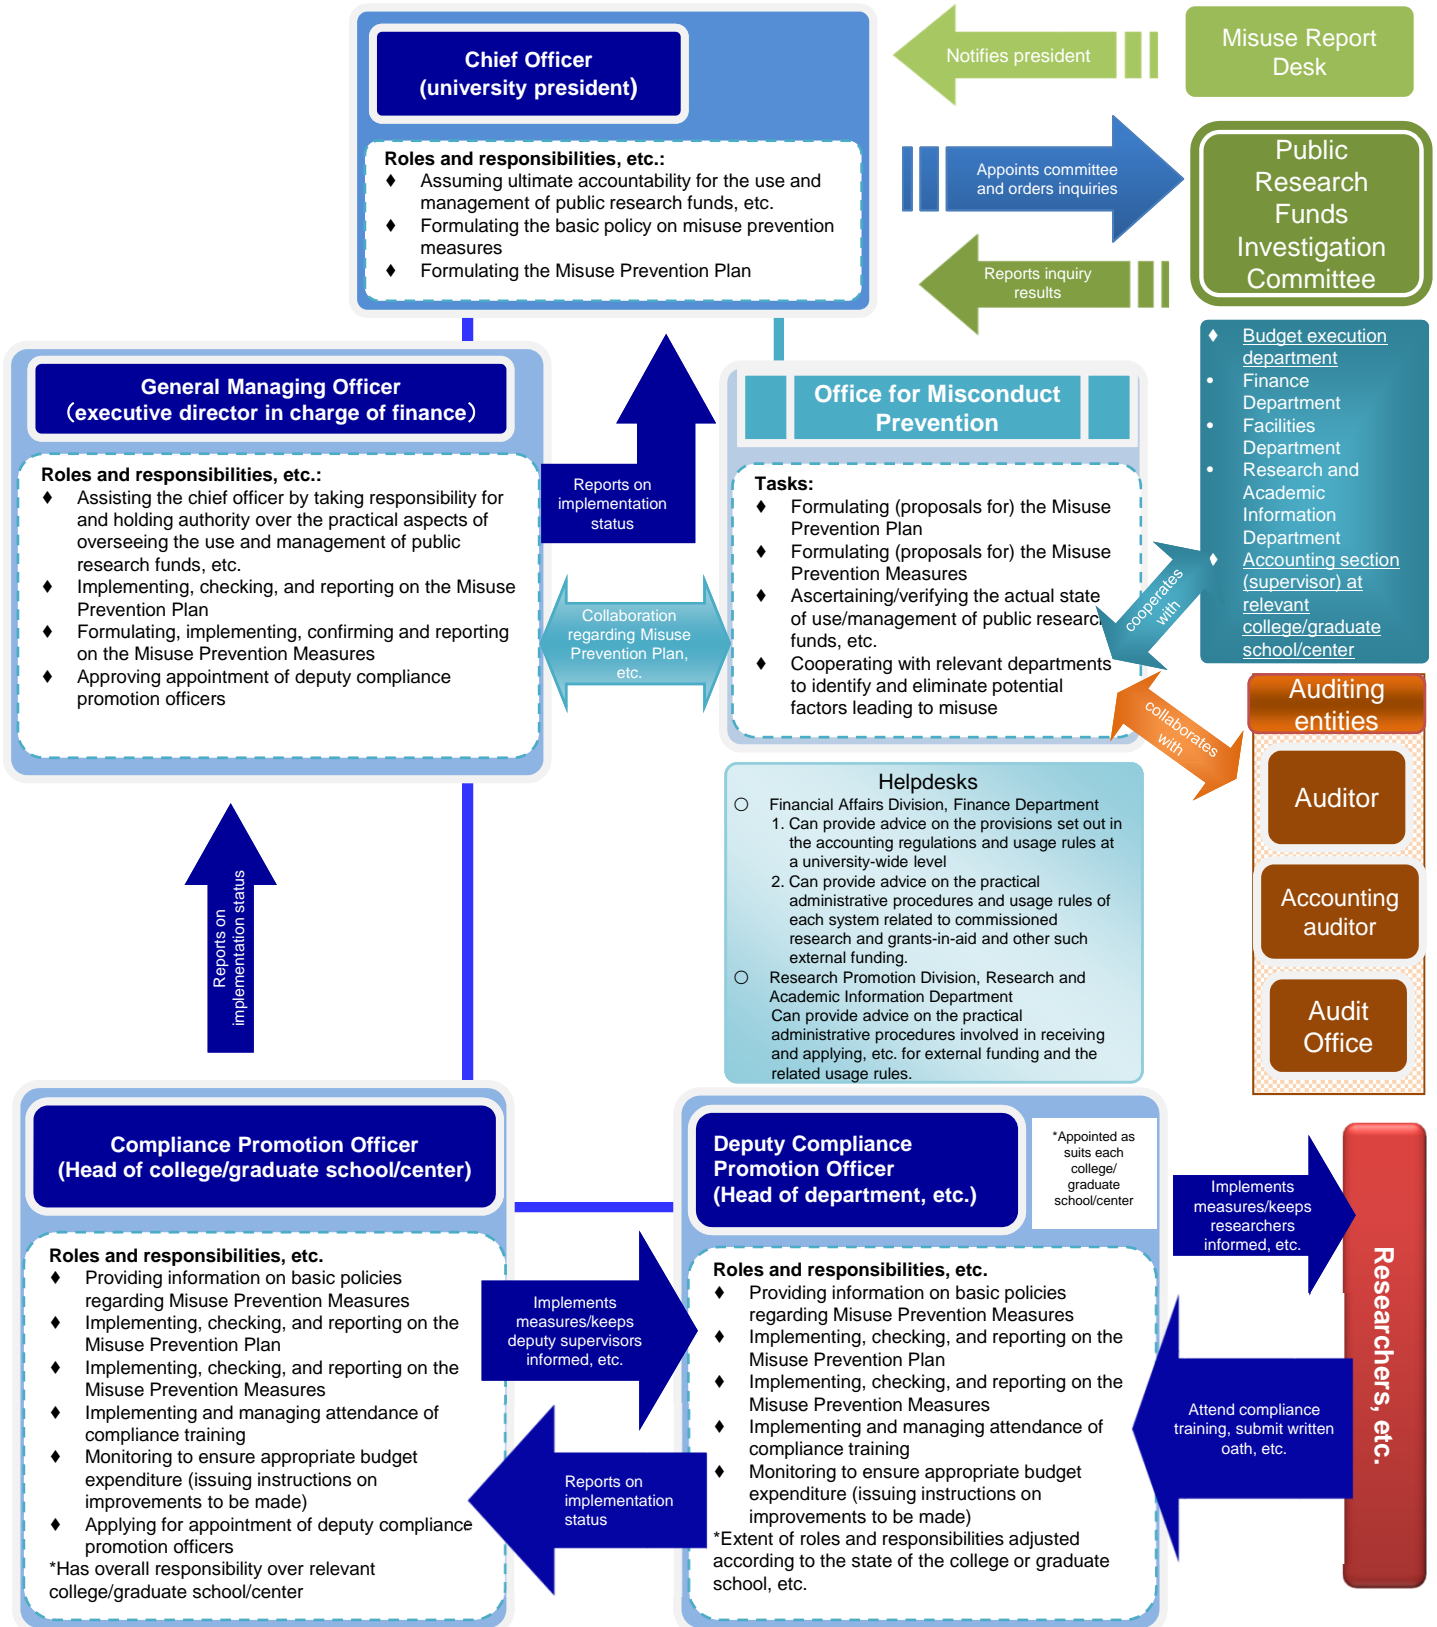 Chief Officer
(university president)
Roles and responsibilities, etc.:
♦ Assuming ultimate accountability for the use and
management of public research funds, etc.
♦ Formulating the basic policy on misuse prevention
measures
♦ Formulating the Misuse Prevention Plan
Notifies president
Misuse Report
Desk
Appoints committee
and orders inquiries
Reports inquiry
results
Public
Research
Funds
Investigation
Committee
General Managing Officer
（executive director in charge of finance）
Roles and responsibilities, etc.:
♦ Assisting the chief officer by taking responsibility for
and holding authority over the practical aspects of
overseeing the use and management of public
research funds, etc.
♦ Implementing, checking, and reporting on the Misuse
Prevention Plan
♦ Formulating, implementing, confirming and reporting
on the Misuse Prevention Measures
♦ Approving appointment of deputy compliance
promotion officers
Reports on
implementation
status
Collaboration
regarding Misuse
Prevention Plan,
etc.
Office for Misconduct
Prevention
Tasks:
♦ Formulating (proposals for) the Misuse
Prevention Plan
♦ Formulating (proposals for) the Misuse
Prevention Measures
♦ Ascertaining/verifying the actual state
of use/management of public research
funds, etc.
♦ Cooperating with relevant departments
to identify and eliminate potential
factors leading to misuse
cooperates
with
♦ Budget execution
department
• Finance
Department
• Facilities
Department
• Research and
Academic
Information
Department
♦ Accounting section
(supervisor) at
relevant
college/graduate
school/center
collaborates
with
Auditing
entities
Auditor
Accounting
auditor
Audit
Office
Helpdesks
○ Financial Affairs Division, Finance Department
1. Can provide advice on the provisions set out in
the accounting regulations and usage rules at
a university-wide level
2. Can provide advice on the practical
administrative procedures and usage rules of
each system related to commissioned
research and grants-in-aid and other such
external funding.
○ Research Promotion Division, Research and
Academic Information Department
Can provide advice on the practical
administrative procedures involved in receiving
and applying, etc. for external funding and the
related usage rules.
Reports on
implementation status
Compliance Promotion Officer
(Head of college/graduate school/center)
Roles and responsibilities, etc.
♦ Providing information on basic policies
regarding Misuse Prevention Measures
♦ Implementing, checking, and reporting on the
Misuse Prevention Plan
♦ Implementing, checking, and reporting on the
Misuse Prevention Measures
♦ Implementing and managing attendance of
compliance training
♦ Monitoring to ensure appropriate budget
expenditure (issuing instructions on
improvements to be made)
♦ Applying for appointment of deputy compliance
promotion officers
*Has overall responsibility over relevant
college/graduate school/center
Implements
measures/keeps
deputy supervisors
informed, etc.
Reports on
implementation
status
Deputy Compliance
Promotion Officer
(Head of department, etc.)
*Appointed as
suits each
college/
graduate
school/center
Roles and responsibilities, etc.
♦ Providing information on basic policies
regarding Misuse Prevention Measures
♦ Implementing, checking, and reporting on the
Misuse Prevention Plan
♦ Implementing, checking, and reporting on the
Misuse Prevention Measures
♦ Implementing and managing attendance of
compliance training
♦ Monitoring to ensure appropriate budget
expenditure (issuing instructions on
improvements to be made)
*Extent of roles and responsibilities adjusted
according to the state of the college or graduate
school, etc.
Implements
measures/keeps
researchers
informed, etc.
Attend compliance
training, submit written
oath, etc.
Researchers, etc.